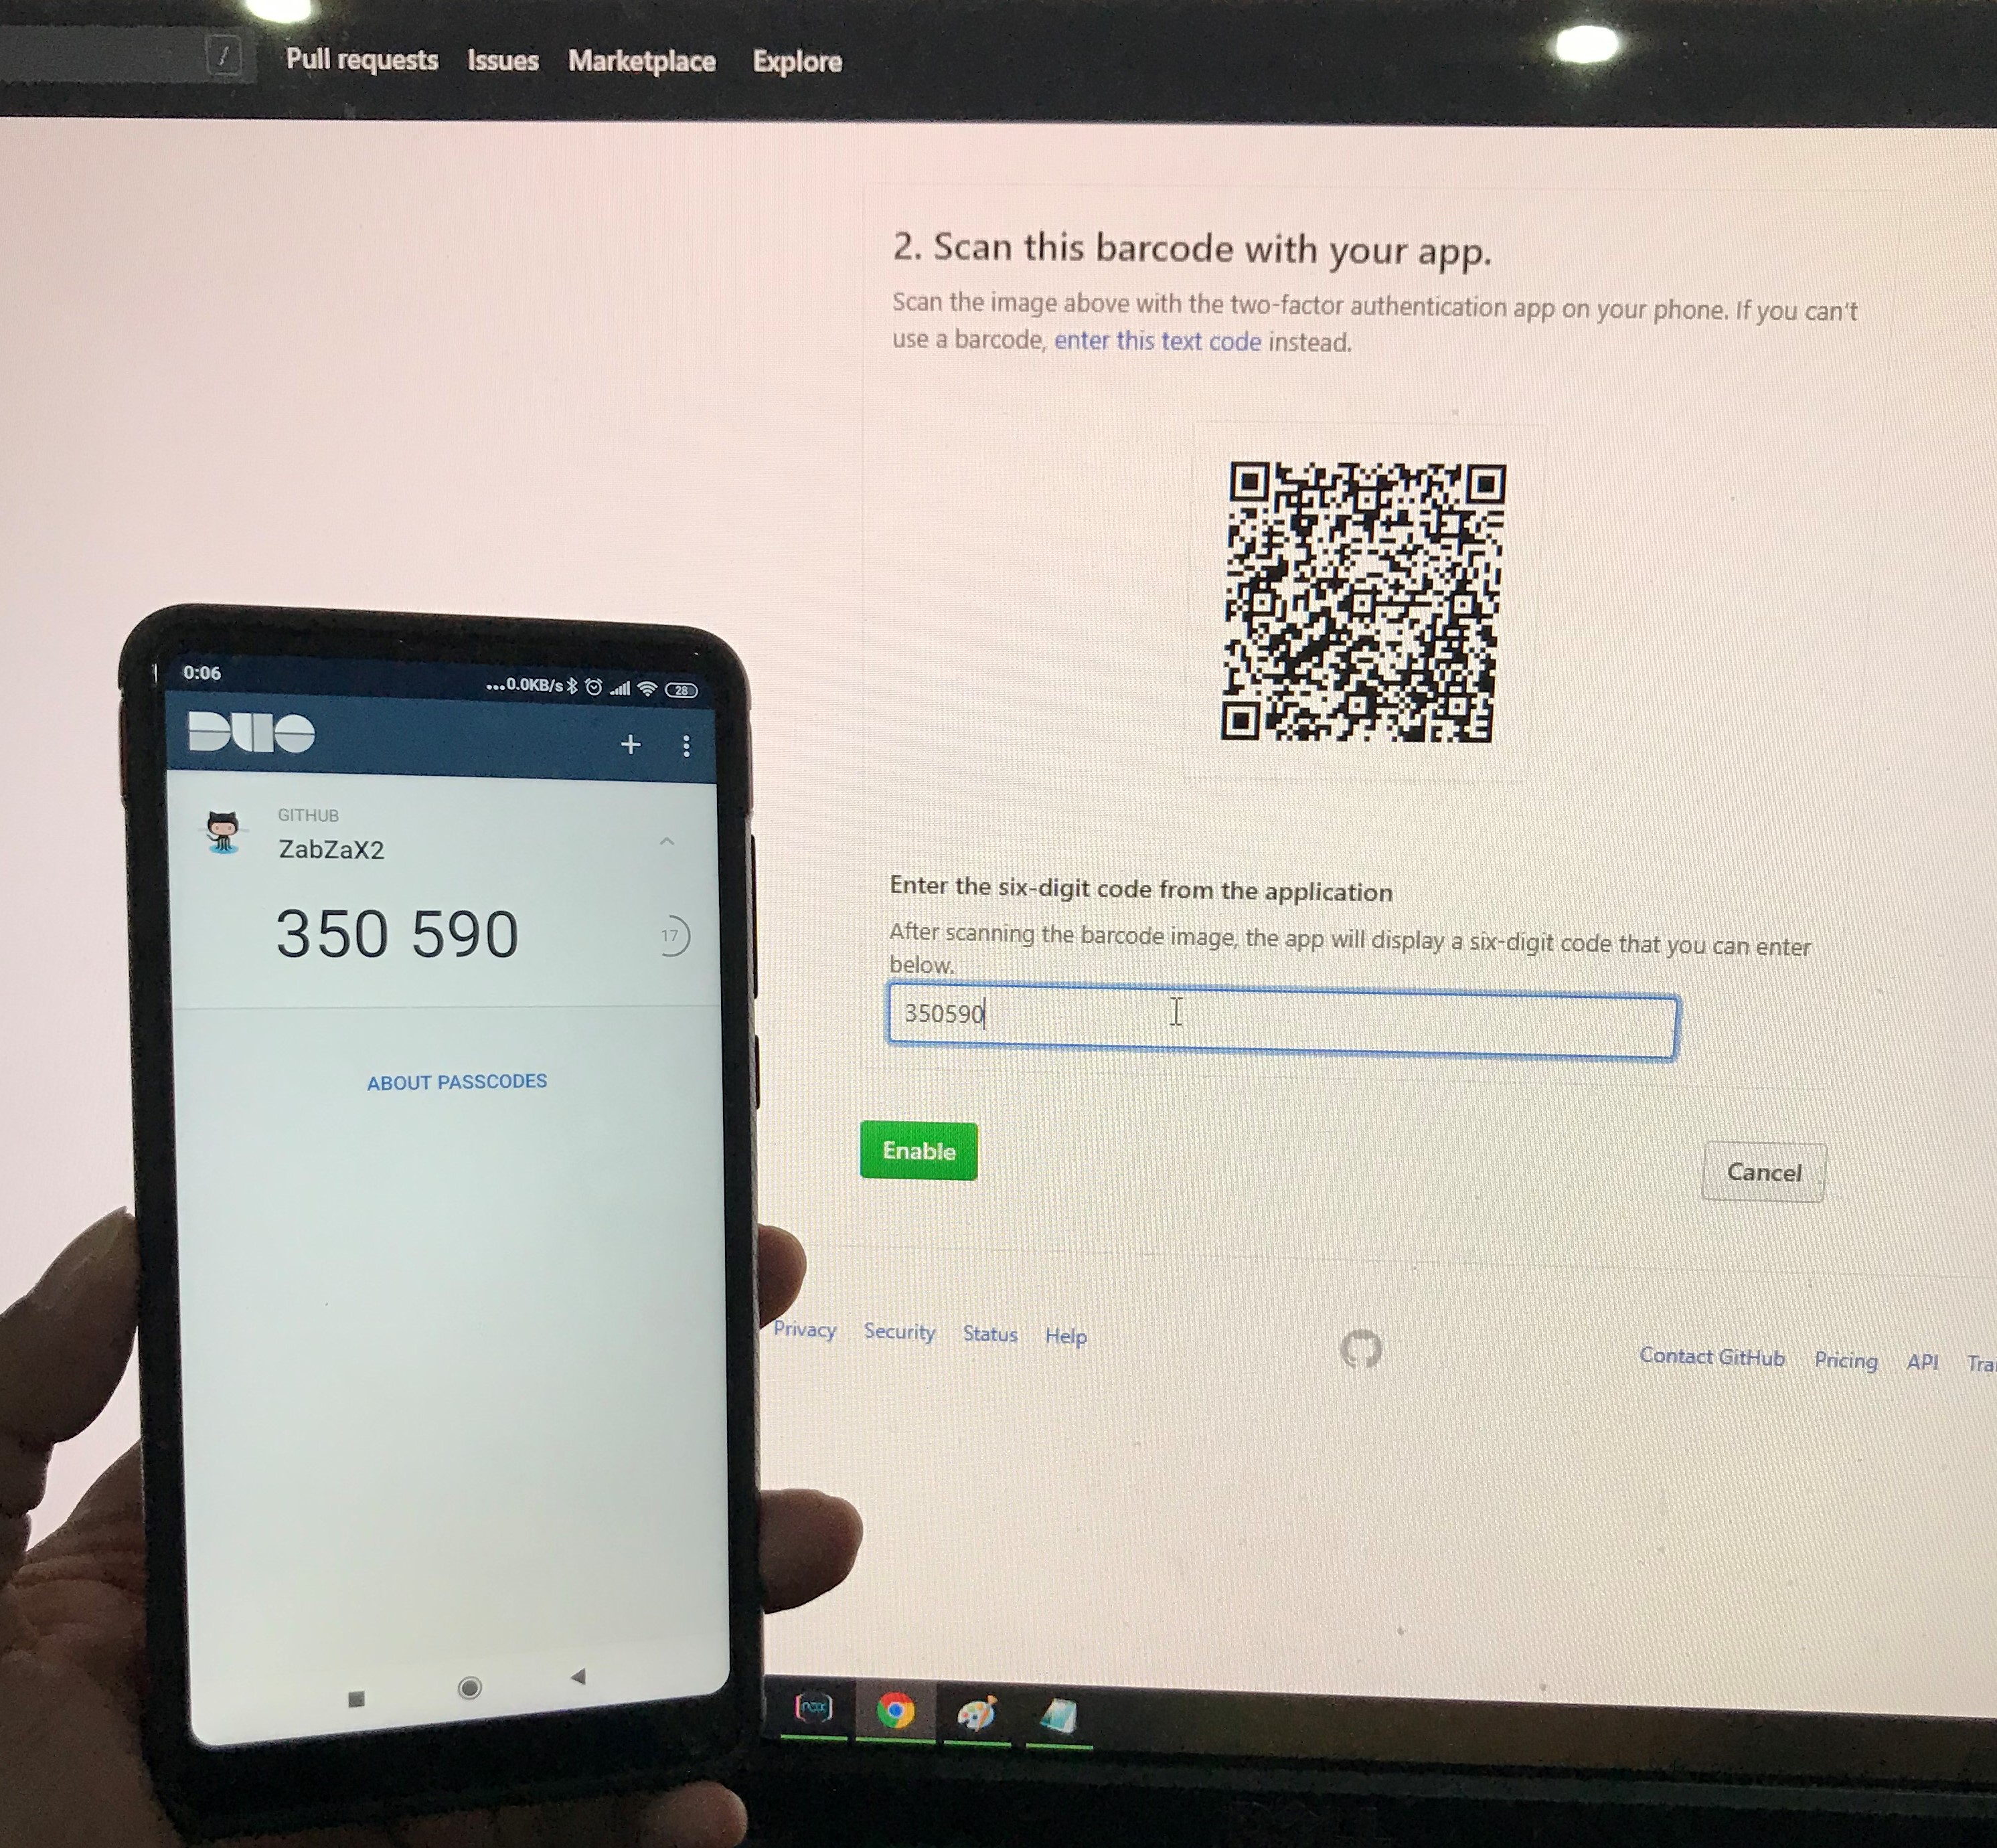 / Pull requests Issues Marketplace Explore
2. Scan this barcode with your app.
Scan the image above with the two-factor authentication app on your phone. If you can't
use a barcode, enter this text code instead.
Enter the six-digit code from the application
After scanning the barcode image, the app will display a six-digit code that you can enter
below.
350590
Enable
Cancel
Privacy Security Status Help
Contact GitHub Pricing API Tra
0:06
...0.0KB/s 28
DUO
+
GITHUB
ZabZaX2
350 590
17
ABOUT PASSCODES